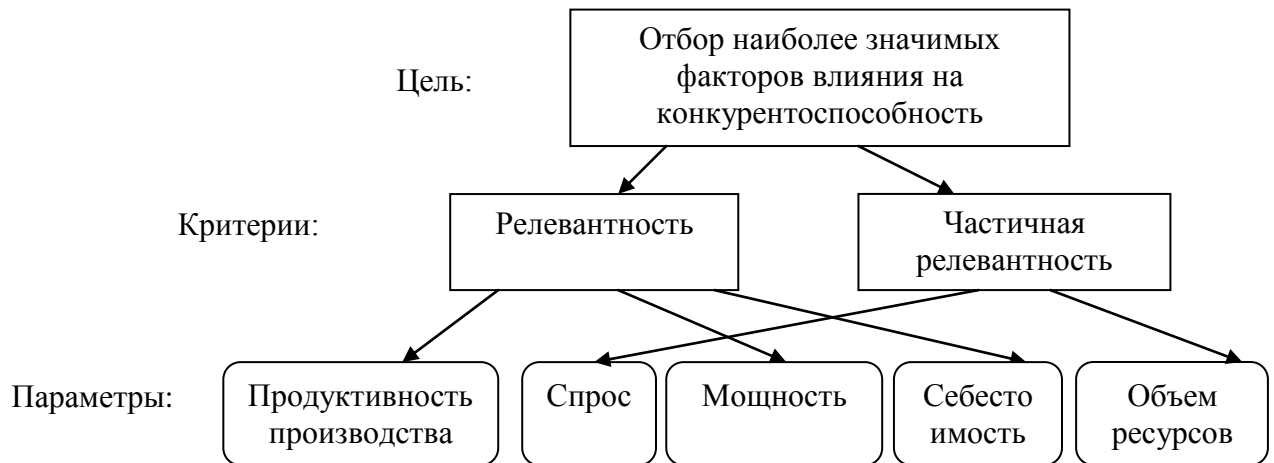 Цель:
Отбор наиболее значимых
факторов влияния на
конкурентоспособность
Критерии:
Релевантность
Частичная
релевантность
Параметры:
Продуктивность
производства
Спрос
Мощность
Себесто
имость
Объем
ресурсов